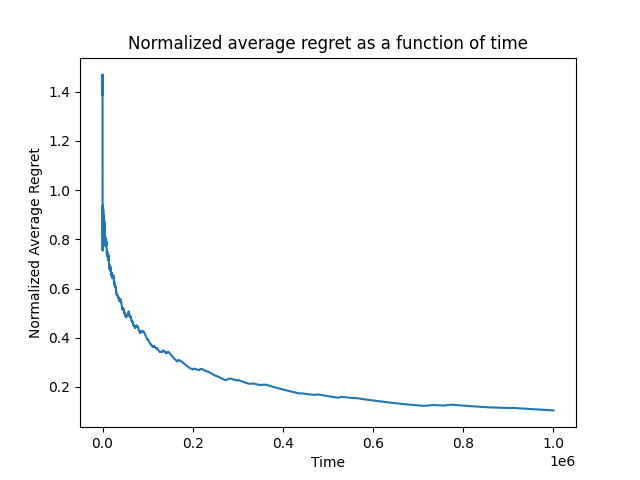 Normalized average regret as a function of time
Normalized Average Regret
1.4
1.2
1.0
0.8
0.6
0.4
0.2
0.0 0.2 0.4 0.6 0.8 1.0
1e6
Time